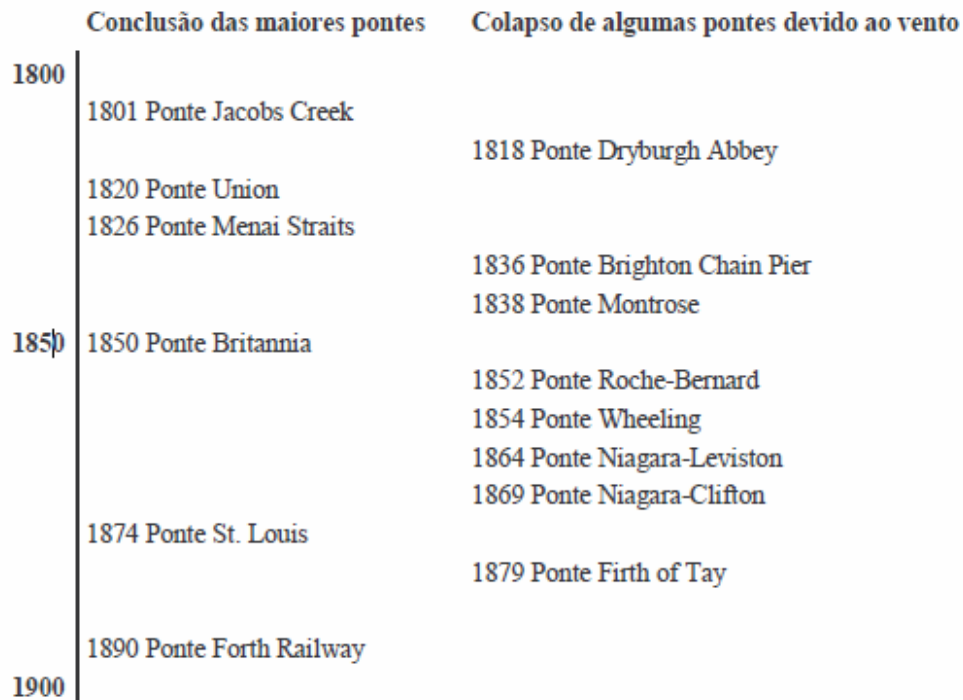 Conclusão das maiores pontes Colapso de algumas pontes devido ao vento
1800
1801 Ponte Jacobs Creek
1818 Ponte Dryburgh Abbey
1820 Ponte Union
1826 Ponte Menai Straits
1836 Ponte Brighton Chain Pier
1838 Ponte Montrose
1850 1850 Ponte Britannia
1852 Ponte Roche-Bernard
1854 Ponte Wheeling
1864 Ponte Niagara-Leviston
1869 Ponte Niagara-Clifton
1874 Ponte St. Louis
1879 Ponte Firth of Tay
1890 Ponte Forth Railway
1900